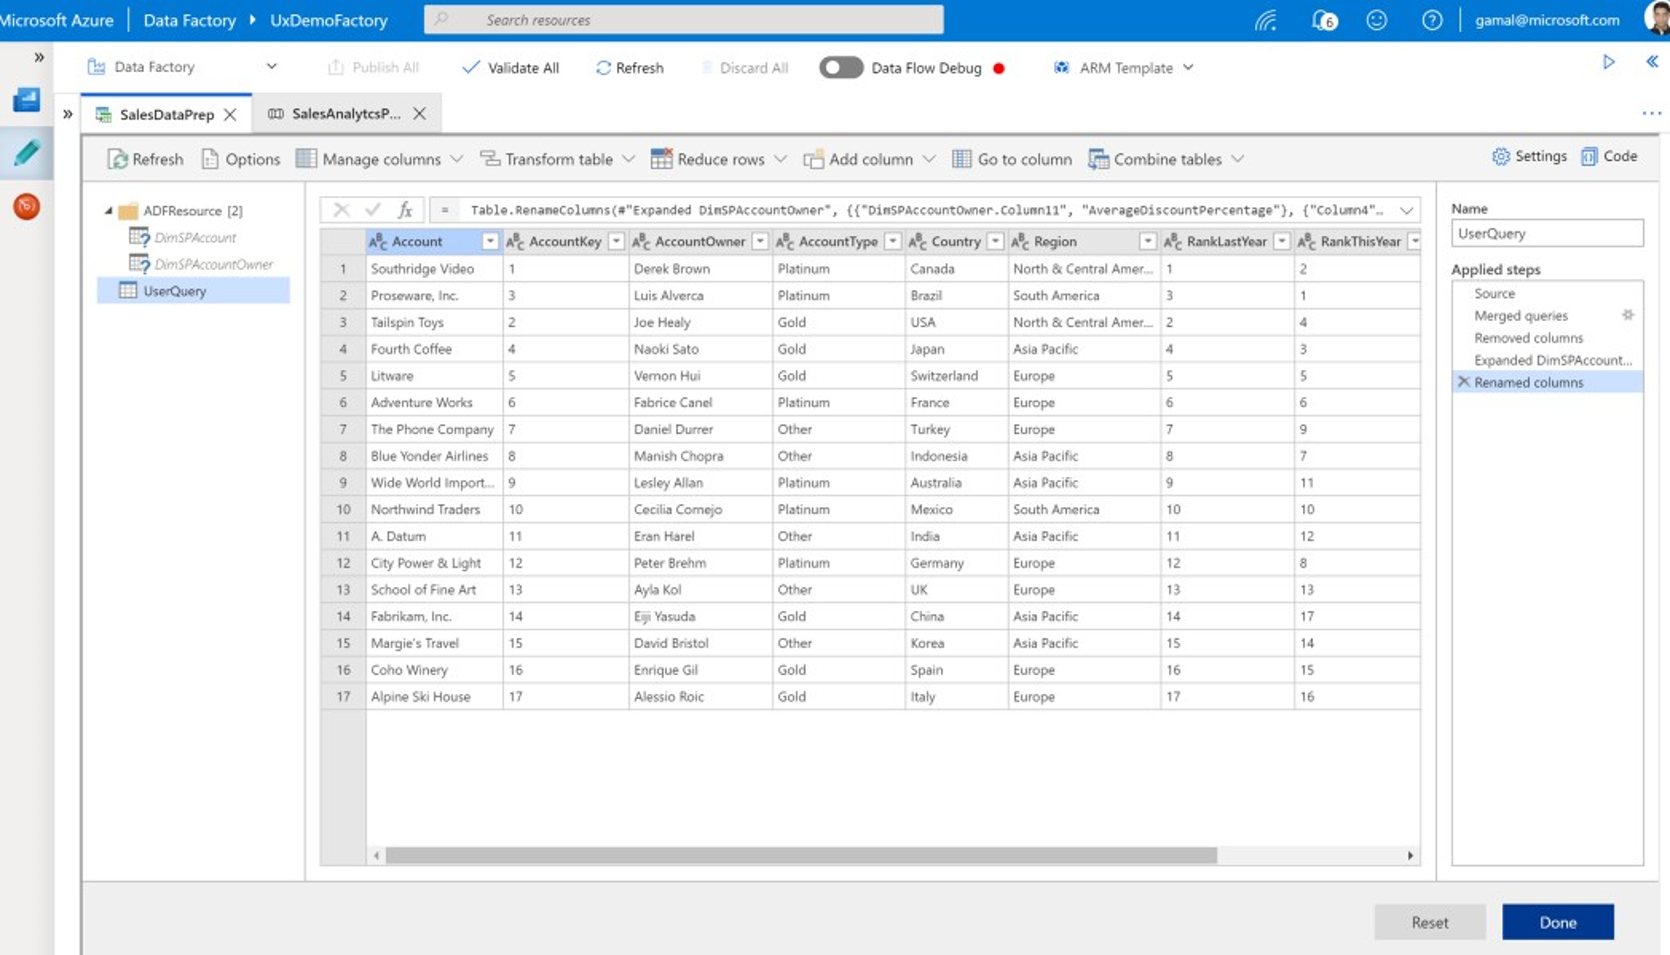 Microsoft Azure Data Factory UxDemoFactory Search resources 6 gamal@microsoft.com
Data Factory Publish All Validate All Refresh Discard All Data Flow Debug ARM Template
SalesDataPrep SalesAnalytcsP...
Refresh Options Manage columns Transform table Reduce rows Add column Go to column Combine tables Settings Code
ADFResource [2]
DimSPAccount
DimSPAccountOwner
UserQuery
fx = Table.RenameColumns(#"Expanded DimSPAccountOwner", {{"DimSPAccountOwner.Column11", "AverageDiscountPercentage"}, {"Column4"..
Account AccountKey AccountOwner AccountType Country Region RankLastYear RankThisYear
1 Southridge Video 1 Derek Brown Platinum Canada North & Central Amer... 1 2
2 Proseware, Inc. 3 Luis Alverca Platinum Brazil South America 3 1
3 Tailspin Toys 2 Joe Healy Gold USA North & Central Amer... 2 4
4 Fourth Coffee 4 Naoki Sato Gold Japan Asia Pacific 4 3
5 Litware 5 Vernon Hui Gold Switzerland Europe 5 5
6 Adventure Works 6 Fabrice Canel Platinum France Europe 6 6
7 The Phone Company 7 Daniel Durrer Other Turkey Europe 7 9
8 Blue Yonder Airlines 8 Manish Chopra Other Indonesia Asia Pacific 8 7
9 Wide World Import... 9 Lesley Allan Platinum Australia Asia Pacific 9 11
10 Northwind Traders 10 Cecilia Cornejo Platinum Mexico South America 10 10
11 A. Datum 11 Eran Harel Other India Asia Pacific 11 12
12 City Power & Light 12 Peter Brehm Platinum Germany Europe 12 8
13 School of Fine Art 13 Ayla Kol Other UK Europe 13 13
14 Fabrikam, Inc. 14 Eiji Yasuda Gold China Asia Pacific 14 17
15 Margie's Travel 15 David Bristol Other Korea Asia Pacific 15 14
16 Coho Winery 16 Enrique Gil Gold Spain Europe 16 15
17 Alpine Ski House 17 Alessio Roic Gold Italy Europe 17 16
Name
UserQuery
Applied steps
Source
Merged queries
Removed columns
Expanded DimSPAccount...
Renamed columns
Reset Done